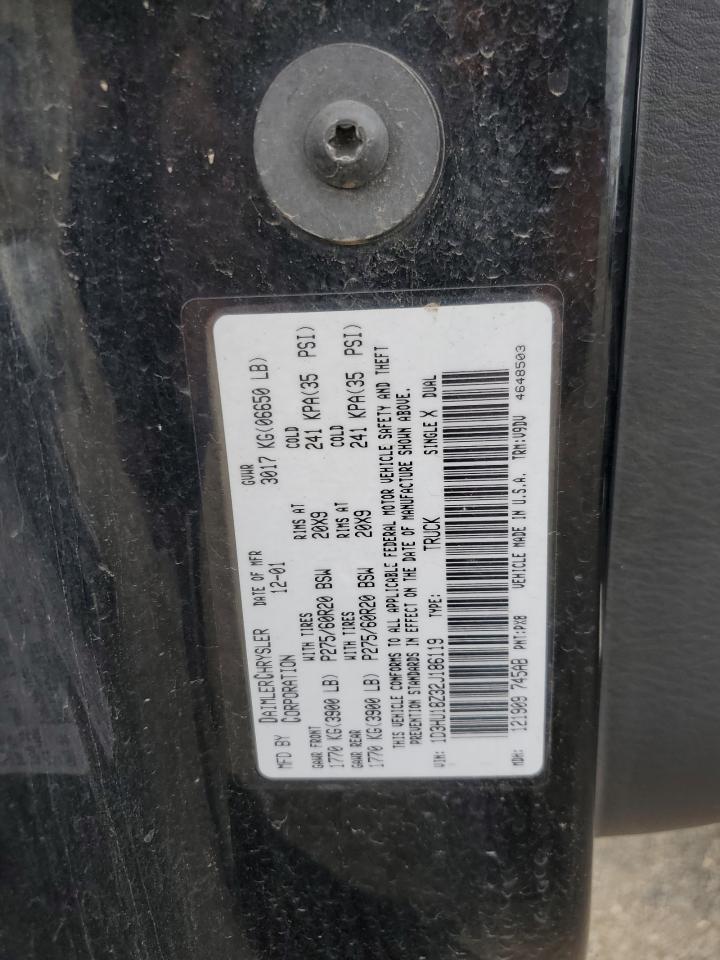 MFD BY DAIMLERCHRYSLER CORPORATION DATE OF MFR 12-01 GVWR 3017 KG(06650 LB)
GAWR FRONT WITH TIRES RIMS AT COLD
1770 KG(3900 LB) P275/60R20 BSW 20X9 241 KPA(35 PSI)
GAWR REAR WITH TIRES RIMS AT COLD
1770 KG(3900 LB) P275/60R20 BSW 20X9 241 KPA(35 PSI)
THIS VEHICLE CONFORMS TO ALL APPLICABLE FEDERAL MOTOR VEHICLE SAFETY AND THEFT
PREVENTION STANDARDS IN EFFECT ON THE DATE OF MANUFACTURE SHOWN ABOVE.
VIN: 1D3HU18Z32J186119 TYPE: TRUCK SINGLE X DUAL
MDH: 121909 745AB PNT:PX8 VEHICLE MADE IN U.S.A. TRM:V9DV
4648503